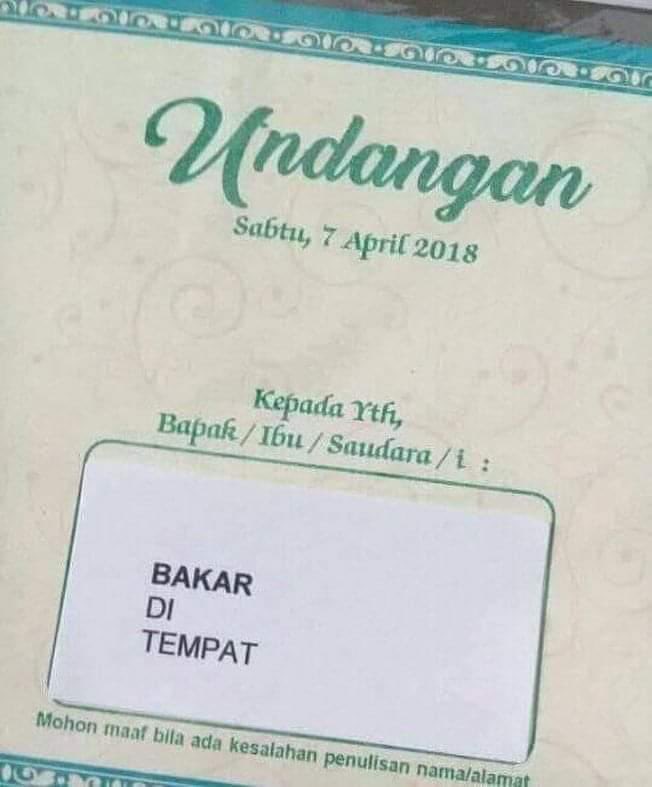 Undangan
Sabtu, 7 April 2018
Kepada Yth,
Bapak / Ibu / Saudara / i :
BAKAR
DI
TEMPAT
Mohon maaf bila ada kesalahan penulisan nama/alamat